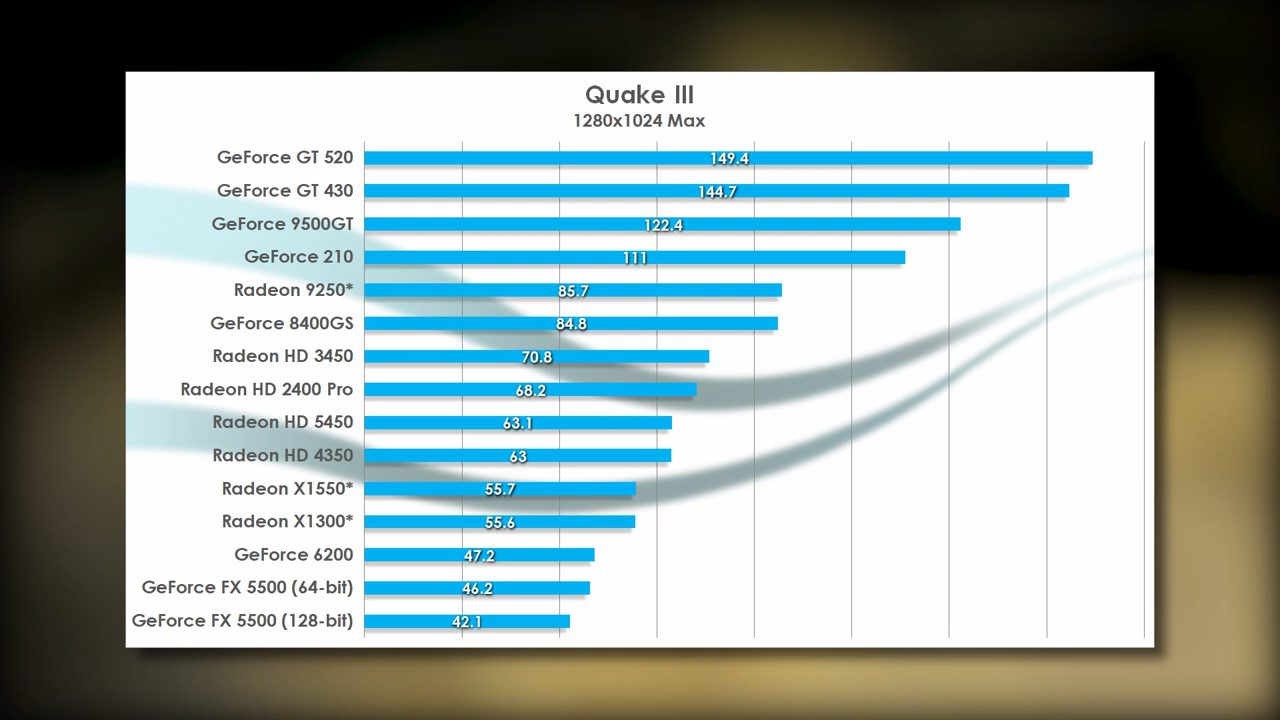 Quake III
1280x1024 Max
GeForce GT 520 149.4
GeForce GT 430 144.7
GeForce 9500GT 122.4
GeForce 210 111
Radeon 9250* 85.7
GeForce 8400GS 84.8
Radeon HD 3450 70.8
Radeon HD 2400 Pro 68.2
Radeon HD 5450 63.1
Radeon HD 4350 63
Radeon X1550* 55.7
Radeon X1300* 55.6
GeForce 6200 47.2
GeForce FX 5500 (64-bit) 46.2
GeForce FX 5500 (128-bit) 42.1